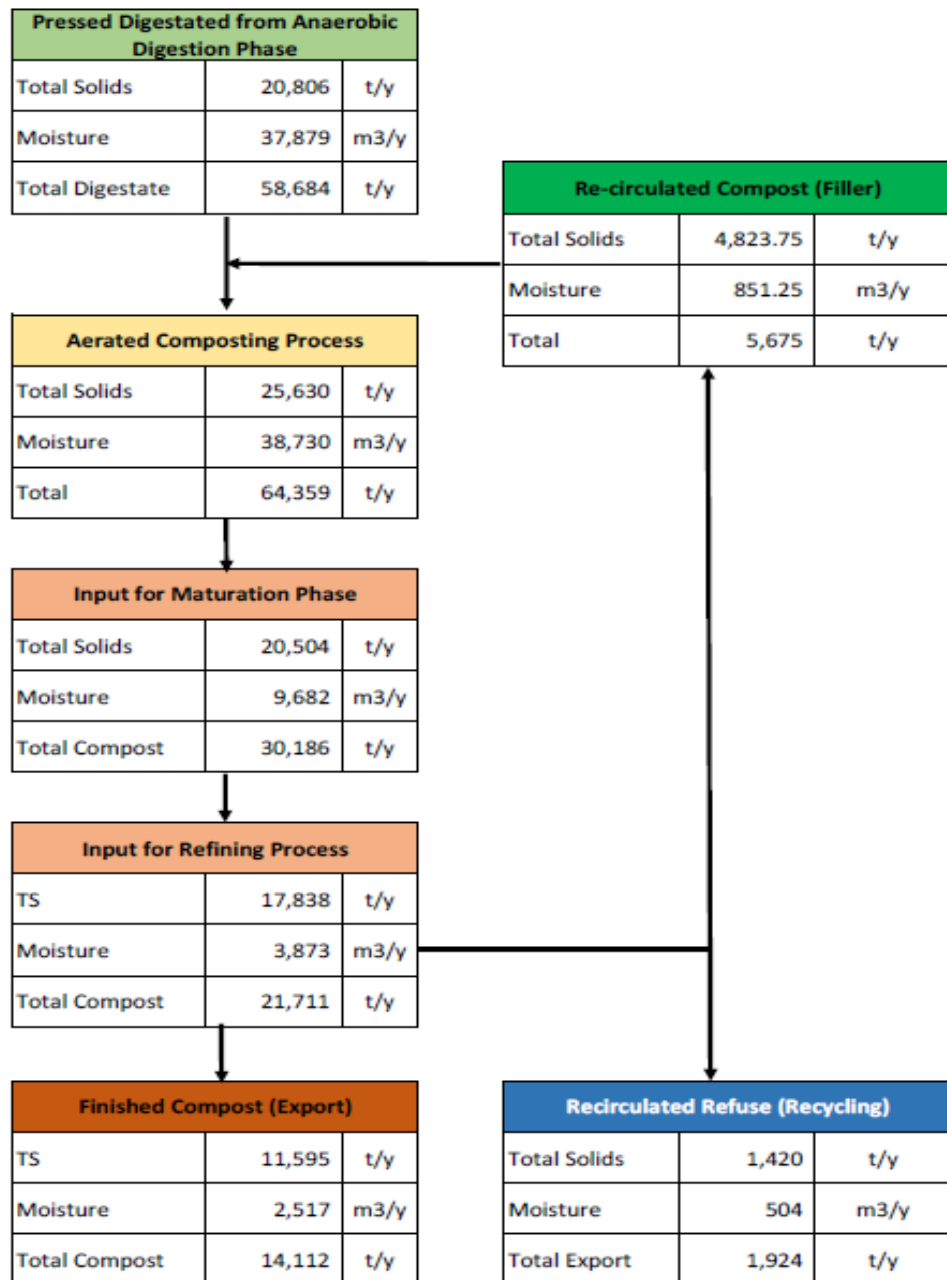 Pressed Digestated from Anaerobic
Digestion Phase
Total Solids 20,806 t/y
Moisture 37,879 m3/y
Total Digestate 58,684 t/y
Re-circulated Compost (Filler)
Total Solids 4,823.75 t/y
Moisture 851.25 m3/y
Total 5,675 t/y
Aerated Composting Process
Total Solids 25,630 t/y
Moisture 38,730 m3/y
Total 64,359 t/y
Input for Maturation Phase
Total Solids 20,504 t/y
Moisture 9,682 m3/y
Total Compost 30,186 t/y
Input for Refining Process
TS 17,838 t/y
Moisture 3,873 m3/y
Total Compost 21,711 t/y
Finished Compost (Export)
TS 11,595 t/y
Moisture 2,517 m3/y
Total Compost 14,112 t/y
Recirculated Refuse (Recycling)
Total Solids 1,420 t/y
Moisture 504 m3/y
Total Export 1,924 t/y